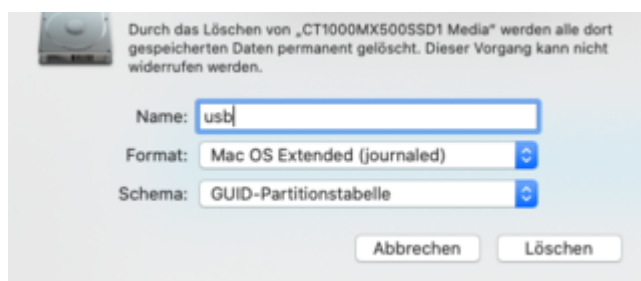 Durch das Löschen von „CT1000MX500SSD1 Media“ werden alle dort
gespeicherten Daten permanent gelöscht. Dieser Vorgang kann nicht
widerrufen werden.
Name: usb
Format: Mac OS Extended (journaled)
Schema: GUID-Partitionstabelle
Abbrechen Löschen